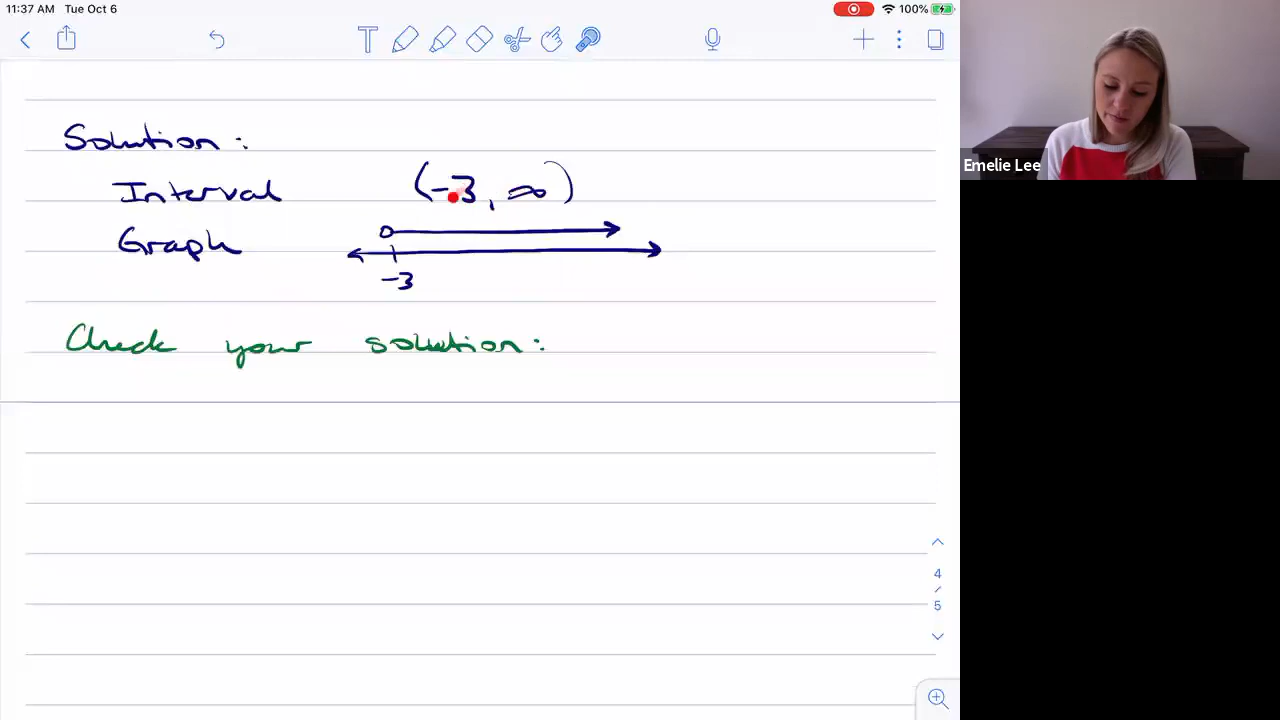 11:37 AM Tue Oct 6
100%
T
Solution:
Interval (-3, ∞)
Graph
-3
Check your solution:
4
/
5
Emelie Lee